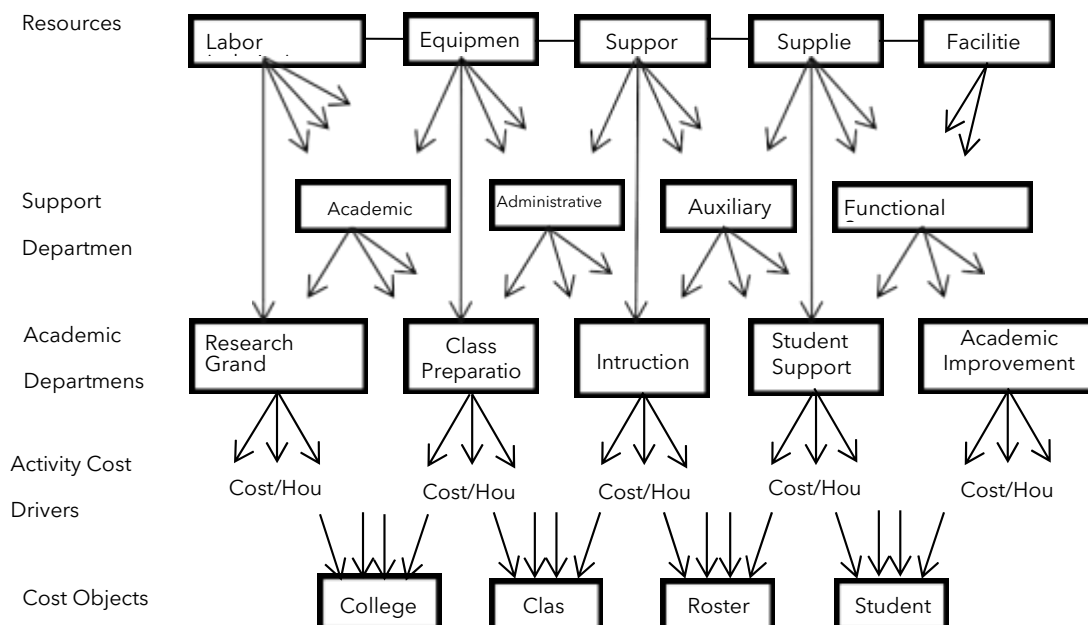 Resources
Labor
Equipmen
Suppor
Supplie
Facilitie
Support
Departmen
Academic
Administrative
Auxiliary
Functional
Academic
Departmens
Research
Grand
Class
Preparatio
Intruction
Student
Support
Academic
Improvement
Activity Cost
Drivers
Cost/Hou
Cost/Hou
Cost/Hou
Cost/Hou
Cost/Hou
Cost Objects
College
Clas
Roster
Student